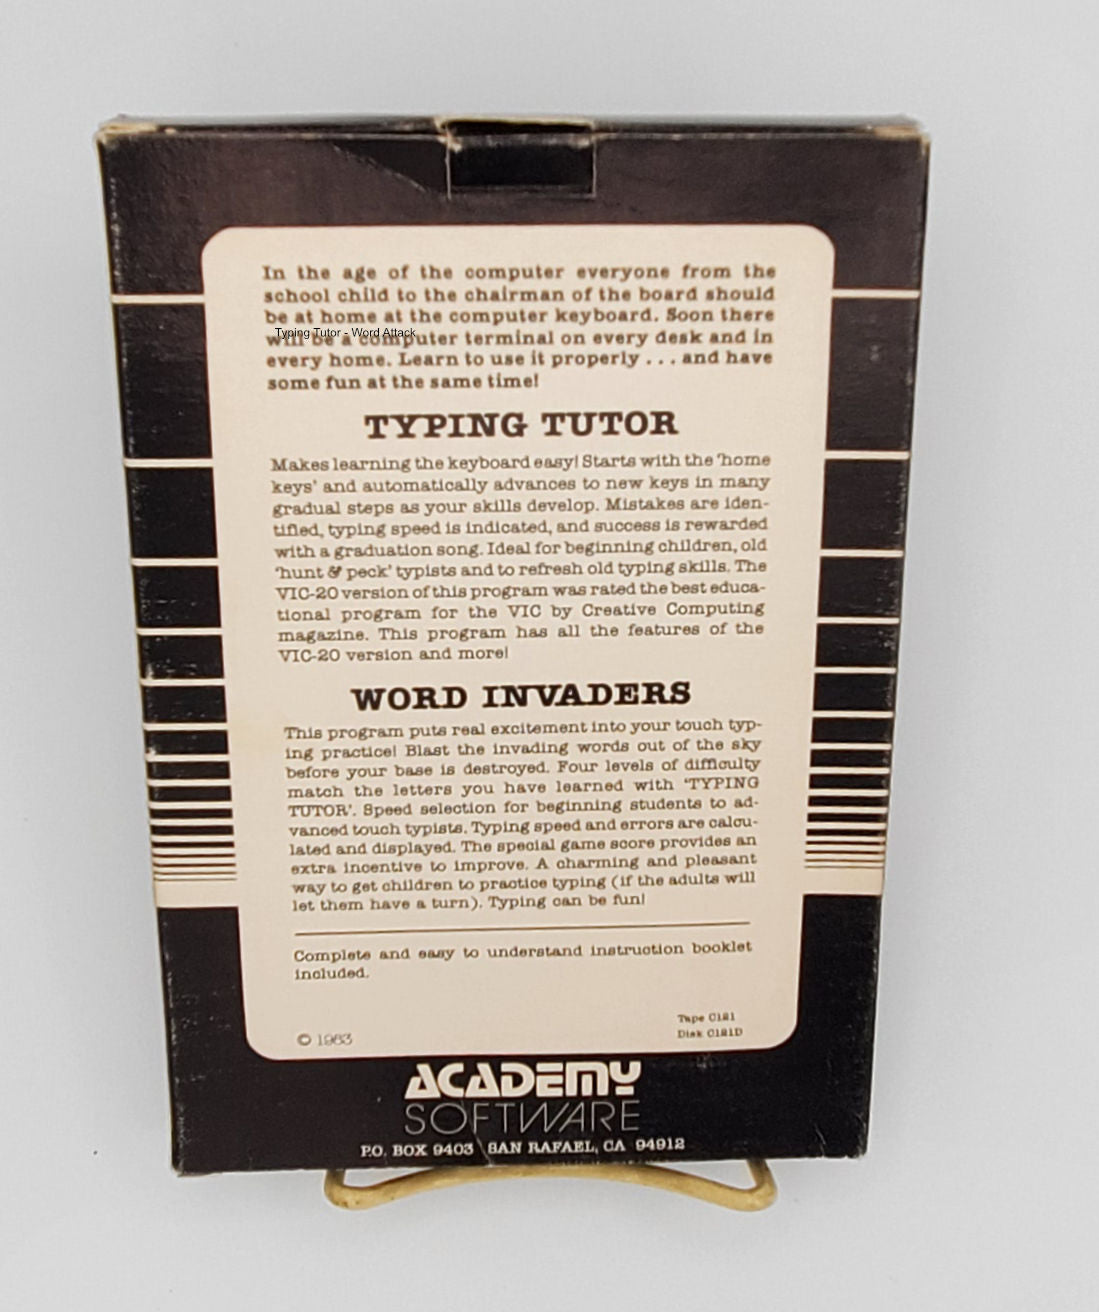 In the age of the computer everyone from the
school child to the chairman of the board should
be at home at the computer keyboard. Soon there
Typing Tutor - Word Attack
will be a computer terminal on every desk and in
every home. Learn to use it properly . . . and have
some fun at the same time!
TYPING TUTOR
Makes learning the keyboard easy! Starts with the 'home
keys' and automatically advances to new keys in many
gradual steps as your skills develop. Mistakes are iden-
tified, typing speed is indicated, and success is rewarded
with a graduation song. Ideal for beginning children, old
'hunt & peck' typists and to refresh old typing skills. The
VIC-20 version of this program was rated the best educa-
tional program for the VIC by Creative Computing
magazine. This program has all the features of the
VIC-20 version and more!
WORD INVADERS
This program puts real excitement into your touch typ-
ing practice! Blast the invading words out of the sky
before your base is destroyed. Four levels of difficulty
match the letters you have learned with 'TYPING
TUTOR'. Speed selection for beginning students to ad-
vanced touch typists. Typing speed and errors are calcu-
lated and displayed. The special game score provides an
extra incentive to improve. A charming and pleasant
way to get children to practice typing (if the adults will
let them have a turn). Typing can be fun!
Complete and easy to understand instruction booklet
included.
Tape C121
Disk C121D
© 1983
ACADEMY
SOFTWARE
P.O. BOX 9403 SAN RAFAEL, CA 94912